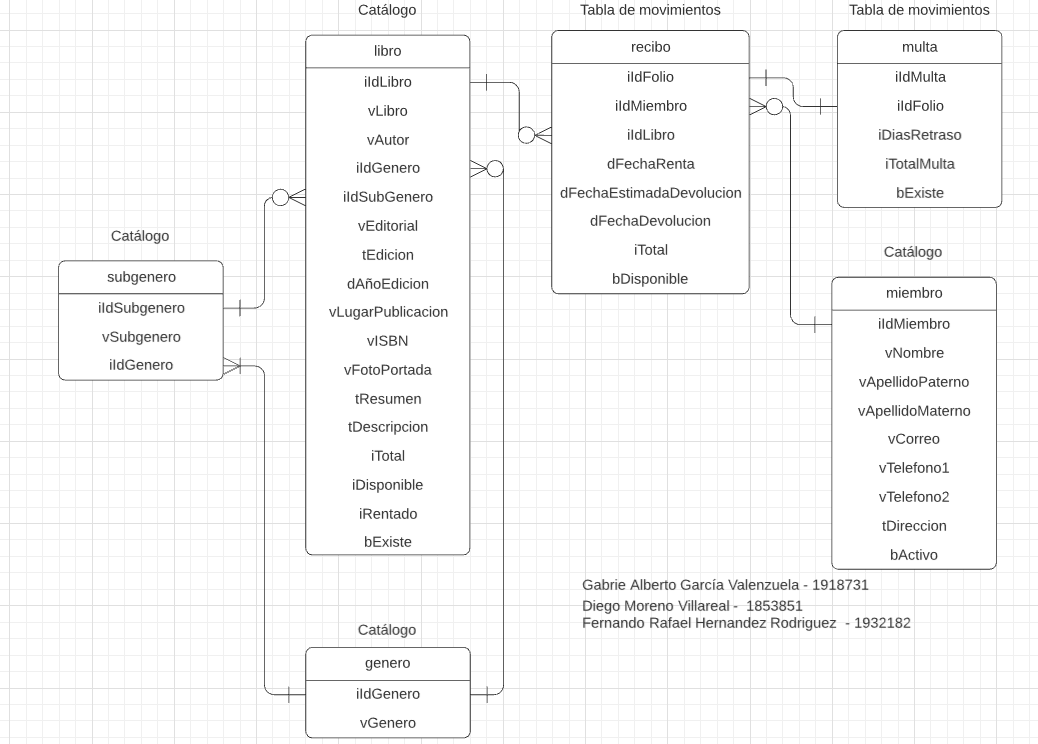 Catálogo
libro
iIdLibro
vLibro
vAutor
iIdGenero
iIdSubGenero
vEditorial
tEdicion
dAñoEdicion
vLugarPublicacion
vISBN
vFotoPortada
tResumen
tDescripcion
iTotal
iDisponible
iRentado
bExiste
Tabla de movimientos
recibo
iIdFolio
iIdMiembro
iIdLibro
dFechaRenta
dFechaEstimadaDevolucion
dFechaDevolucion
iTotal
bDisponible
Tabla de movimientos
multa
iIdMulta
iIdFolio
iDiasRetraso
iTotalMulta
bExiste
Catálogo
subgenero
iIdSubgenero
vSubgenero
iIdGenero
Catálogo
miembro
iIdMiembro
vNombre
vApellidoPaterno
vApellidoMaterno
vCorreo
vTelefono1
vTelefono2
tDireccion
bActivo
Gabrie Alberto García Valenzuela - 1918731
Diego Moreno Villareal - 1853851
Fernando Rafael Hernandez Rodriguez - 1932182
Catálogo
genero
iIdGenero
vGenero